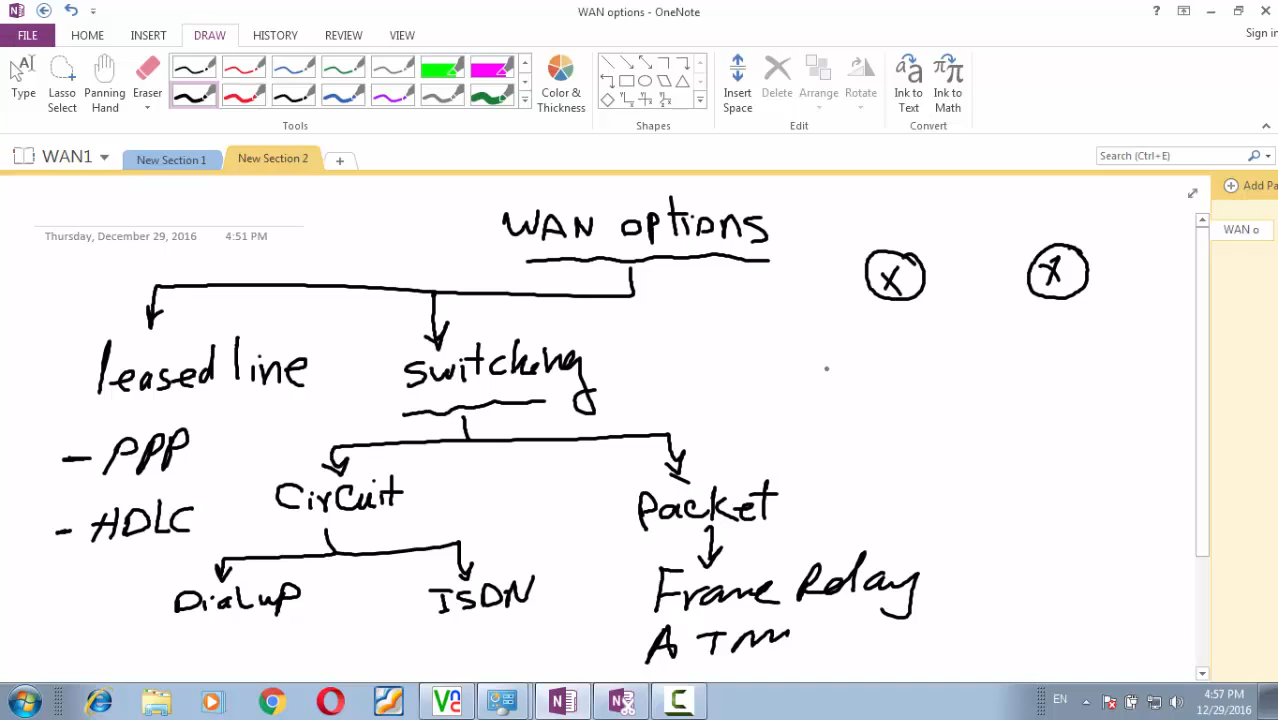 WAN options - OneNote
? 
FILE HOME INSERT DRAW HISTORY REVIEW VIEW Sign in
Type Lasso Select Panning Hand Eraser Color & Thickness Insert Space Delete Arrange Rotate Ink to Text Ink to Math
Tools Shapes Edit Convert
WAN1 New Section 1 New Section 2 + Search (Ctrl+E)
Add Pa
WAN o
Thursday, December 29, 2016 4:51 PM
WAN options
X X
leased line switching
- PPP
Circuit Packet
- HDLC
Dialup ISDN Frame Relay
ATM
EN 4:57 PM
12/29/2016